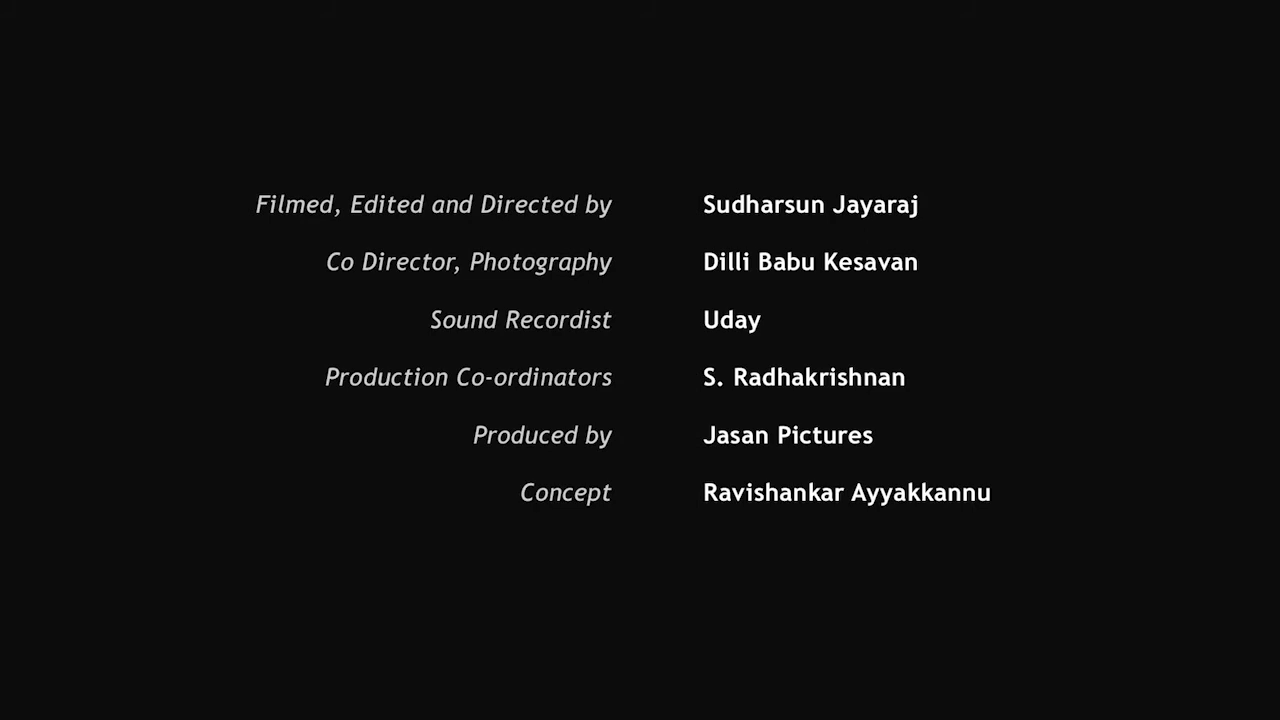 Filmed, Edited and Directed by Sudharsun Jayaraj
Co Director, Photography Dilli Babu Kesavan
Sound Recordist Uday
Production Co-ordinators S. Radhakrishnan
Produced by Jasan Pictures
Concept Ravishankar Ayyakkannu